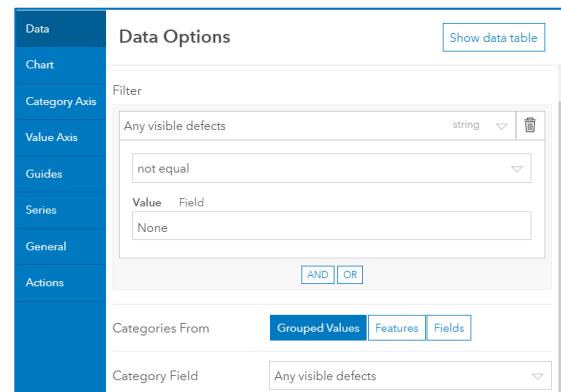 Data
Chart
Category Axis
Value Axis
Guides
Series
General
Actions
Data Options
Show data table
Filter
Any visible defects string
not equal
Value Field
None
AND OR
Categories From Grouped Values Features Fields
Category Field Any visible defects